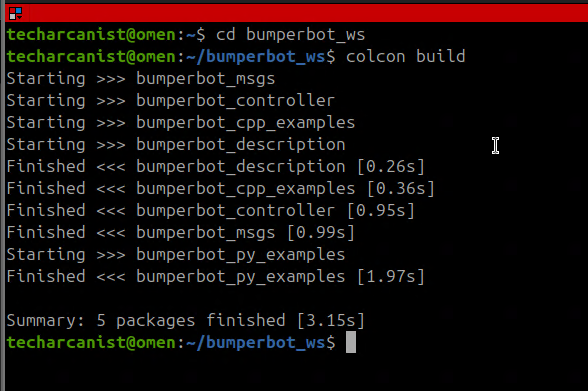 techarcanist@omen:~$ cd bumperbot_ws
techarcanist@omen:~/bumperbot_ws$ colcon build
Starting >>> bumperbot_msgs
Starting >>> bumperbot_controller
Starting >>> bumperbot_cpp_examples
Starting >>> bumperbot_description
Finished <<< bumperbot_description [0.26s]
Finished <<< bumperbot_cpp_examples [0.36s]
Finished <<< bumperbot_controller [0.95s]
Finished <<< bumperbot_msgs [0.99s]
Starting >>> bumperbot_py_examples
Finished <<< bumperbot_py_examples [1.97s]
Summary: 5 packages finished [3.15s]
techarcanist@omen:~/bumperbot_ws$